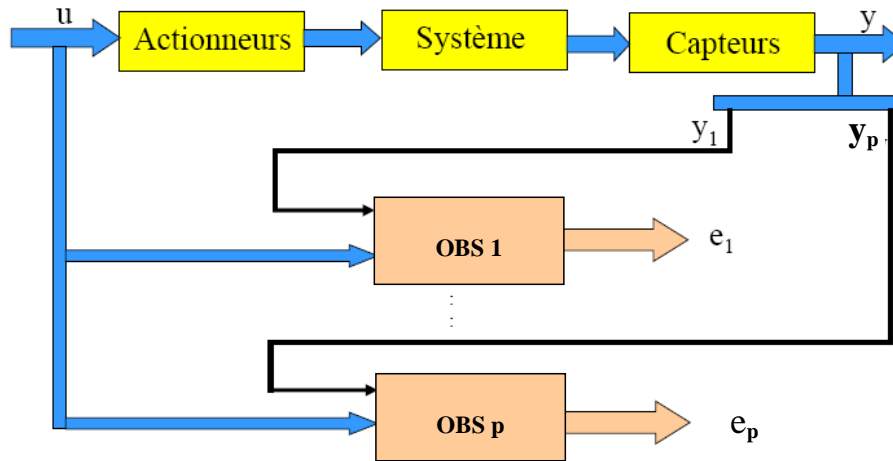 u
Actionneurs
Système
Capteurs
y
y₁
yₚ
OBS 1
e₁
OBS p
eₚ